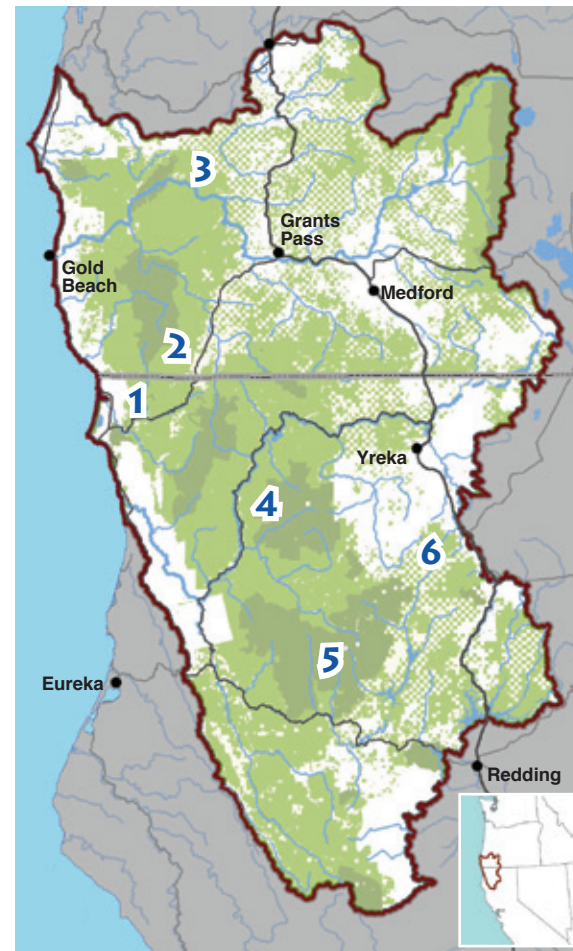 3
Grants
Pass
Gold
Beach
Medford
2
1
Yreka
4
6
5
Eureka
Redding